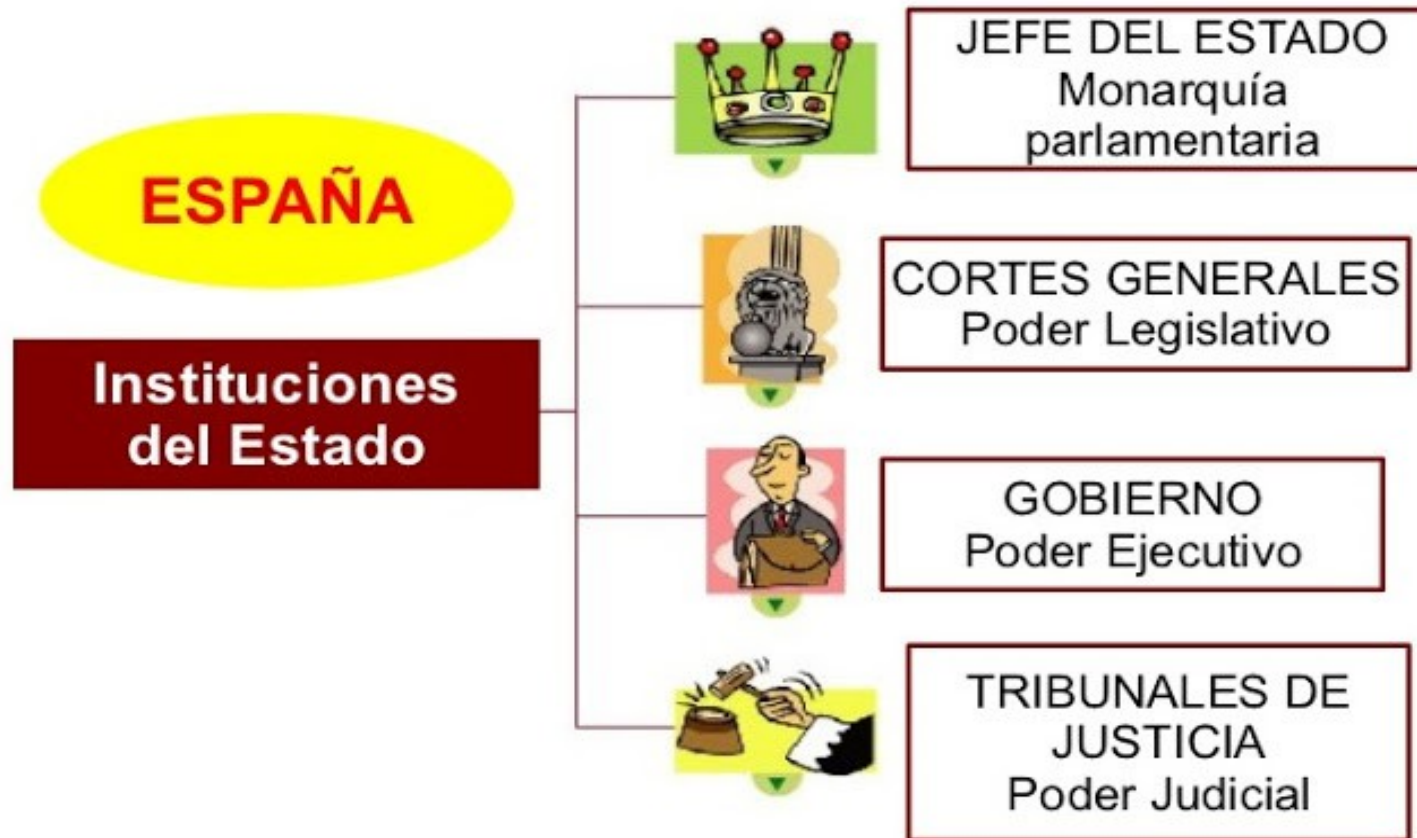 ESPAÑA
Instituciones
del Estado
JEFE DEL ESTADO
Monarquía
parlamentaria
CORTES GENERALES
Poder Legislativo
GOBIERNO
Poder Ejecutivo
TRIBUNALES DE
JUSTICIA
Poder Judicial